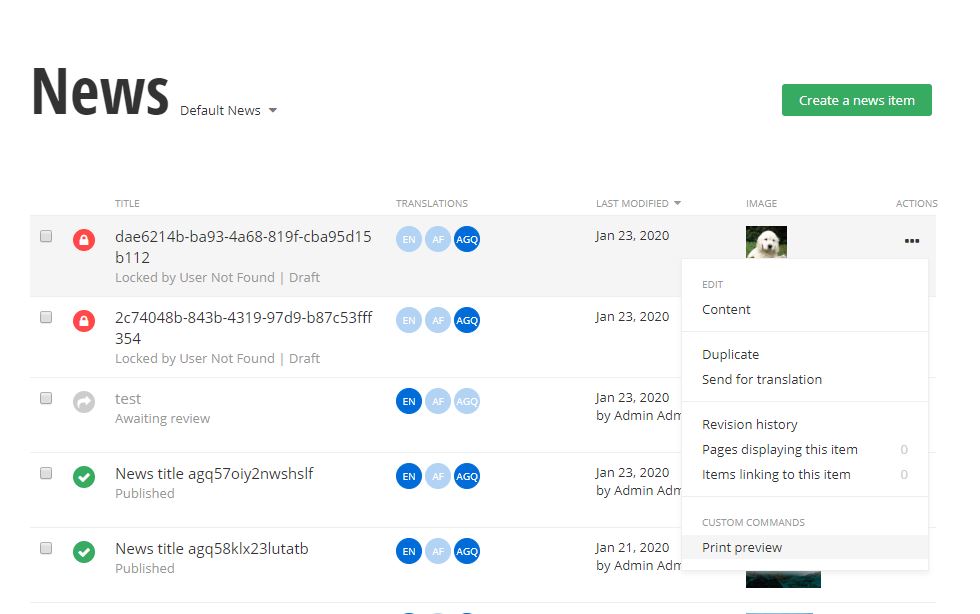 News Default News
Create a news item
TITLE TRANSLATIONS LAST MODIFIED IMAGE ACTIONS
dae6214b-ba93-4a68-819f-cba95d15
b112
Locked by User Not Found | Draft
EN AF AGQ
Jan 23, 2020
2c74048b-843b-4319-97d9-b87c53fff
354
Locked by User Not Found | Draft
EN AF AGQ
Jan 23, 2020
test
Awaiting review
EN AF AGQ
Jan 23, 2020
by Admin Adm
News title agq57oiy2nwshslf
Published
EN AF AGQ
Jan 23, 2020
by Admin Adm
News title agq58klx23lutatb
Published
EN AF AGQ
Jan 21, 2020
by Admin Adm
EDIT
Content
Duplicate
Send for translation
Revision history
Pages displaying this item 0
Items linking to this item 0
CUSTOM COMMANDS
Print preview